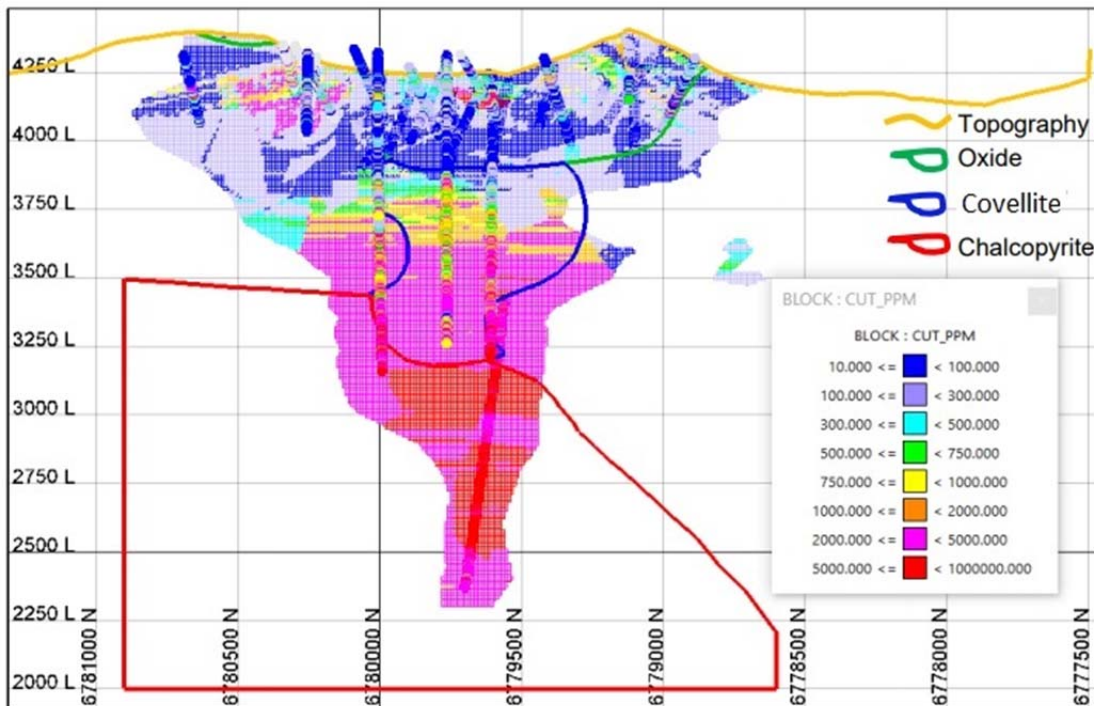 4250 L
4000 L
3750 L
3500 L
3250 L
3000 L
2750 L
2500 L
2250 L
2000 L
6781000 N
6780500 N
6780000 N
6779500 N
6779000 N
6778500 N
6778000 N
6777500 N
Topography
Oxide
Covellite
Chalcopyrite
BLOCK : CUT_PPM
BLOCK : CUT_PPM
10.000 <= < 100.000
100.000 <= < 300.000
300.000 <= < 500.000
500.000 <= < 750.000
750.000 <= < 1000.000
1000.000 <= < 2000.000
2000.000 <= < 5000.000
5000.000 <= < 1000000.000